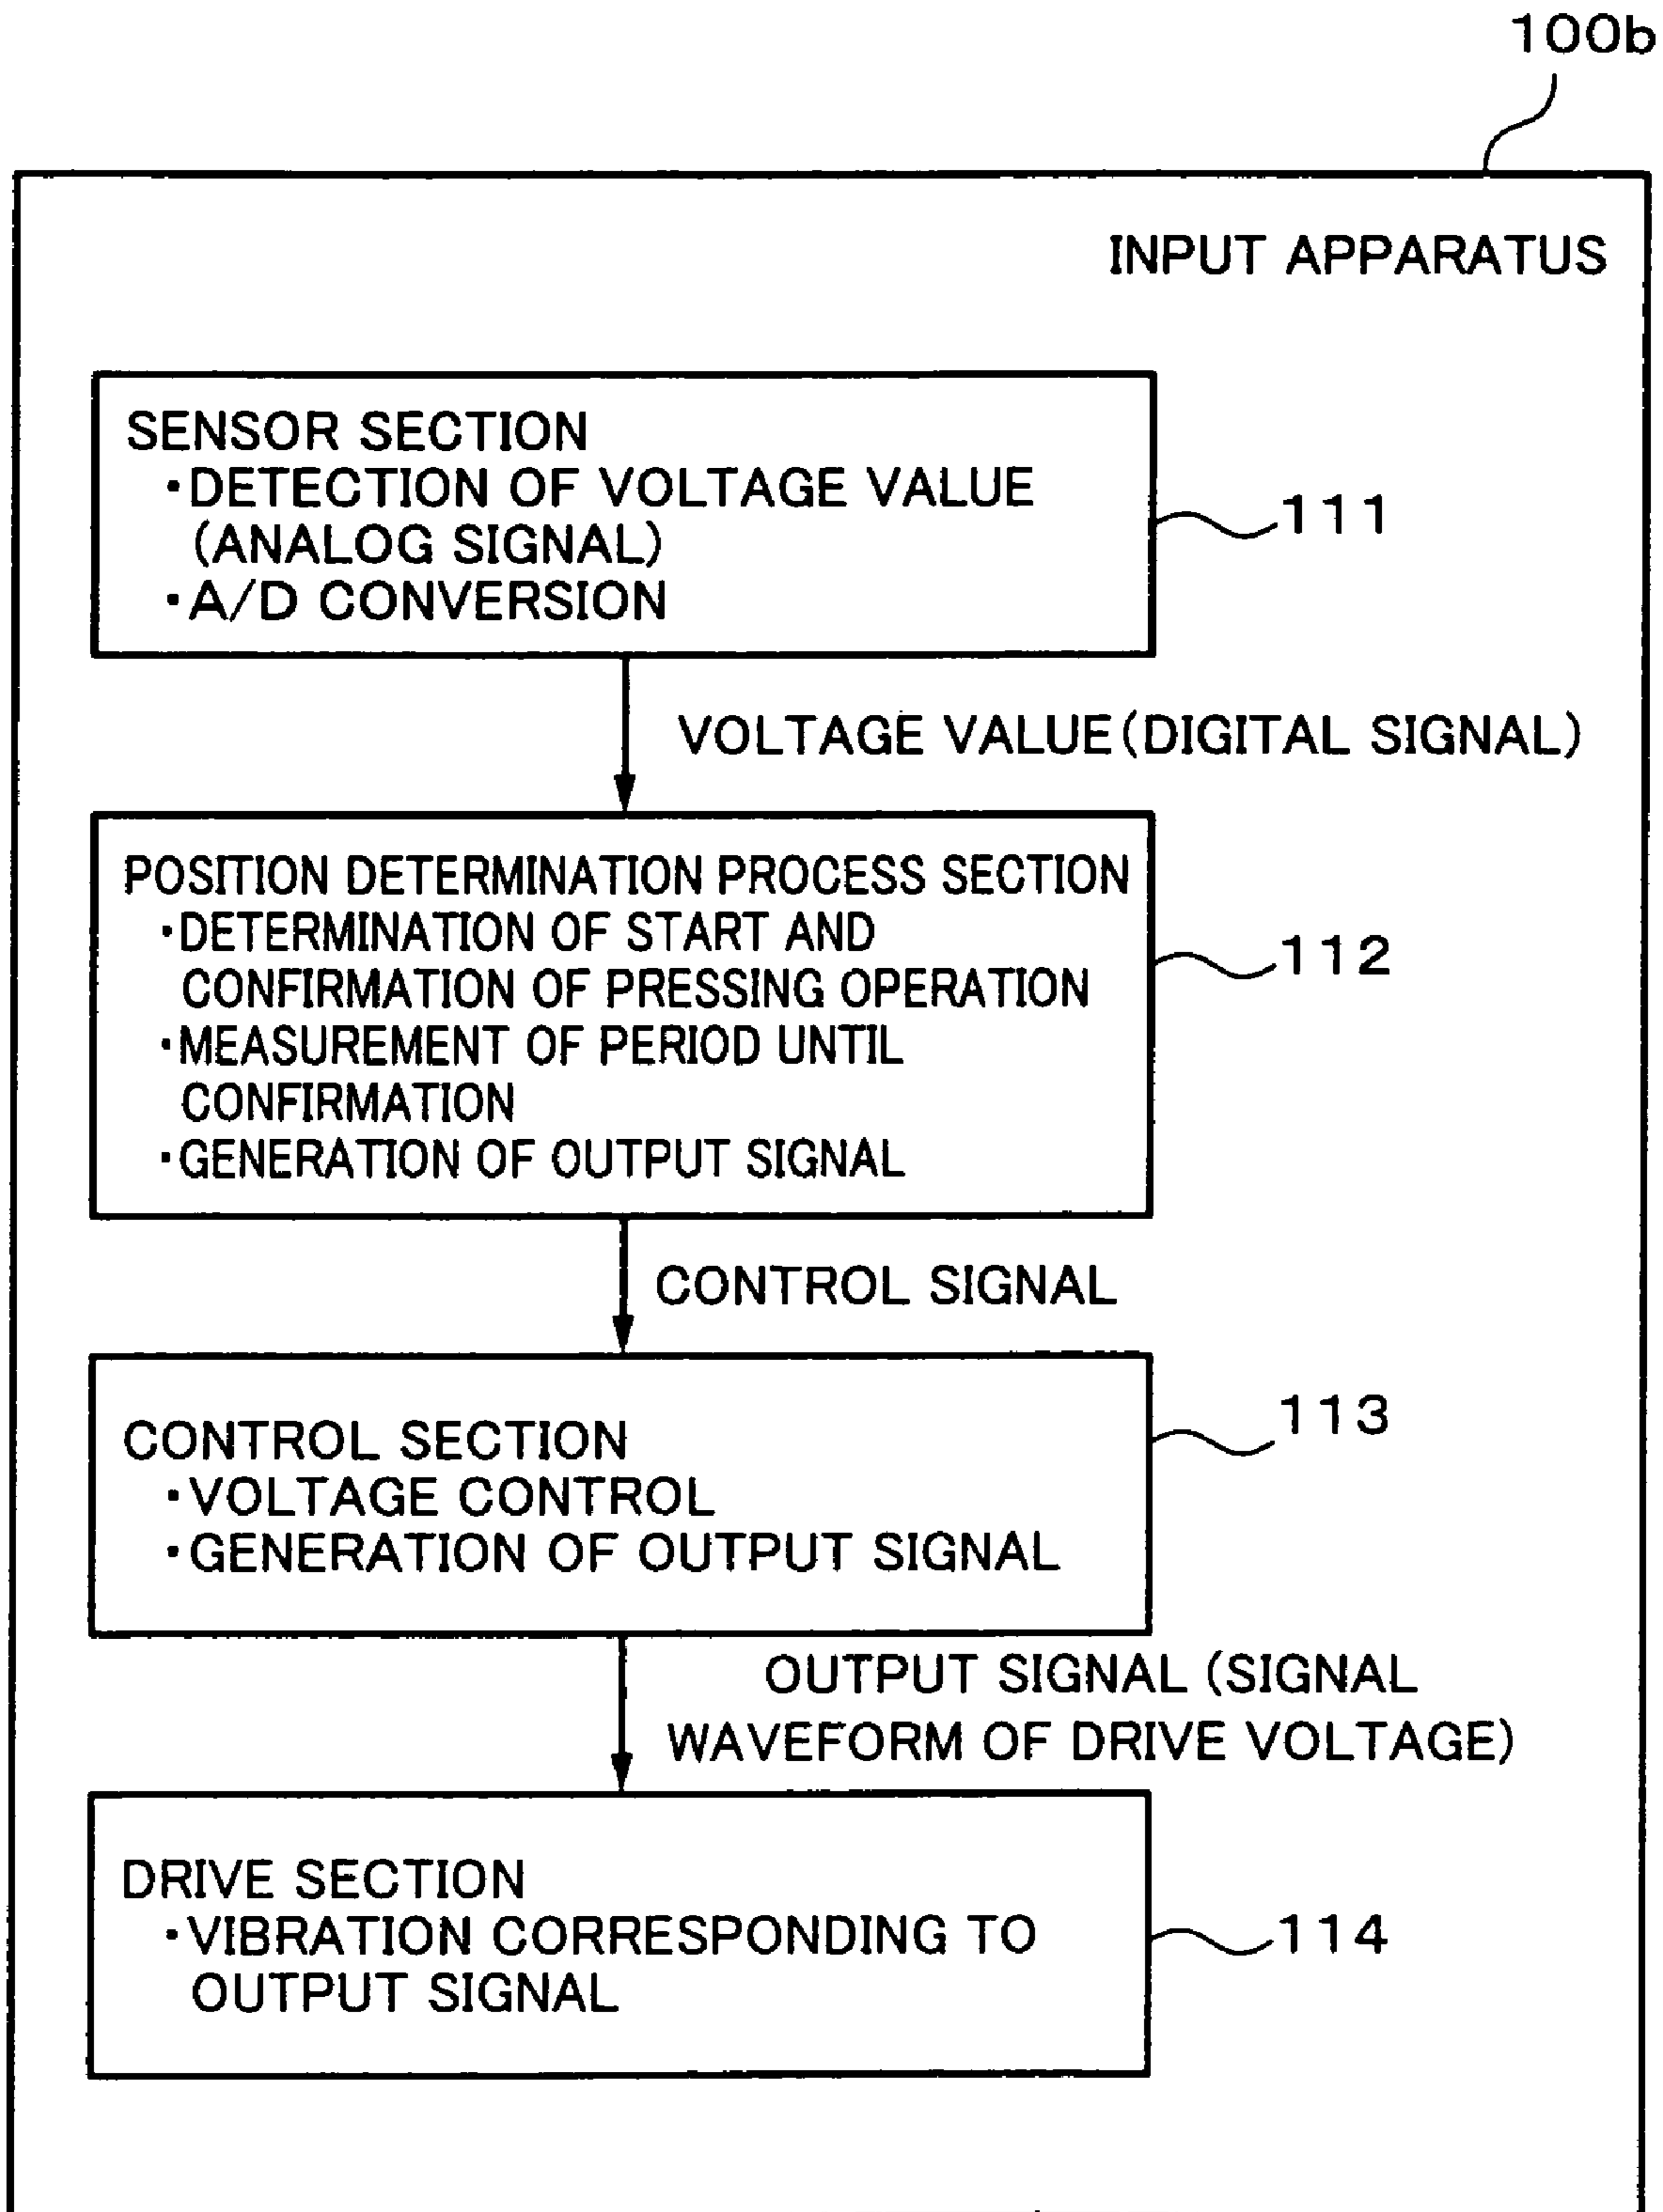 100b
INPUT APPARATUS
SENSOR SECTION
・DETECTION OF VOLTAGE VALUE
(ANALOG SIGNAL)
・A/D CONVERSION
111
VOLTAGE VALUE(DIGITAL SIGNAL)
POSITION DETERMINATION PROCESS SECTION
・DETERMINATION OF START AND
CONFIRMATION OF PRESSING OPERATION
・MEASUREMENT OF PERIOD UNTIL
CONFIRMATION
・GENERATION OF OUTPUT SIGNAL
112
CONTROL SIGNAL
CONTROL SECTION
・VOLTAGE CONTROL
・GENERATION OF OUTPUT SIGNAL
113
OUTPUT SIGNAL (SIGNAL
WAVEFORM OF DRIVE VOLTAGE)
DRIVE SECTION
・VIBRATION CORRESPONDING TO
OUTPUT SIGNAL
114